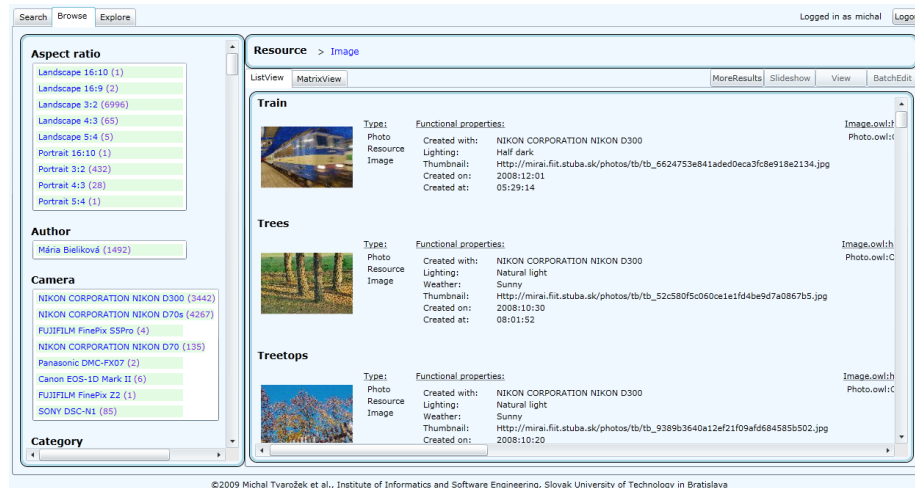 Search Browse Explore
Logged in as michal Logo
Aspect ratio
Landscape 16:10 (1)
Landscape 16:9 (2)
Landscape 3:2 (6996)
Landscape 4:3 (65)
Landscape 5:4 (5)
Portrait 16:10 (1)
Portrait 3:2 (432)
Portrait 4:3 (28)
Portrait 5:4 (1)
Author
Mária Bieliková (1492)
Camera
NIKON CORPORATION NIKON D300 (3442)
NIKON CORPORATION NIKON D70s (4267)
FUJIFILM FinePix S5Pro (4)
NIKON CORPORATION NIKON D70 (135)
Panasonic DMC-FX07 (2)
Canon EOS-1D Mark II (6)
FUJIFILM FinePix Z2 (1)
SONY DSC-N1 (85)
Category
Resource > Image
ListView MatrixView
MoreResults Slideshow View BatchEdit
Train
Type: Functional properties: Image.owl:h
Photo Created with: NIKON CORPORATION NIKON D300 Photo.owl:C
Resource Lighting: Half dark
Image Thumbnail: Http://mirai.fiit.stuba.sk/photos/tb/tb_6624753e841aded0eca3fc8e918e2134.jpg
Created on: 2008:12:01
Created at: 05:29:14
Trees
Type: Functional properties: Image.owl:h
Photo Created with: NIKON CORPORATION NIKON D300 Photo.owl:C
Resource Lighting: Natural light
Image Weather: Sunny
Thumbnail: Http://mirai.fiit.stuba.sk/photos/tb/tb_52c580f5c060ce1e1fd4be9d7a0867b5.jpg
Created on: 2008:10:30
Created at: 08:01:52
Treetops
Type: Functional properties: Image.owl:h
Photo Created with: NIKON CORPORATION NIKON D300 Photo.owl:C
Resource Lighting: Natural light
Image Weather: Sunny
Thumbnail: Http://mirai.fiit.stuba.sk/photos/tb/tb_9389b3640a12ef21f09afd684585b502.jpg
Created on: 2008:10:20
©2009 Michal Tvarožek et al., Institute of Informatics and Software Engineering, Slovak University of Technology in Bratislava